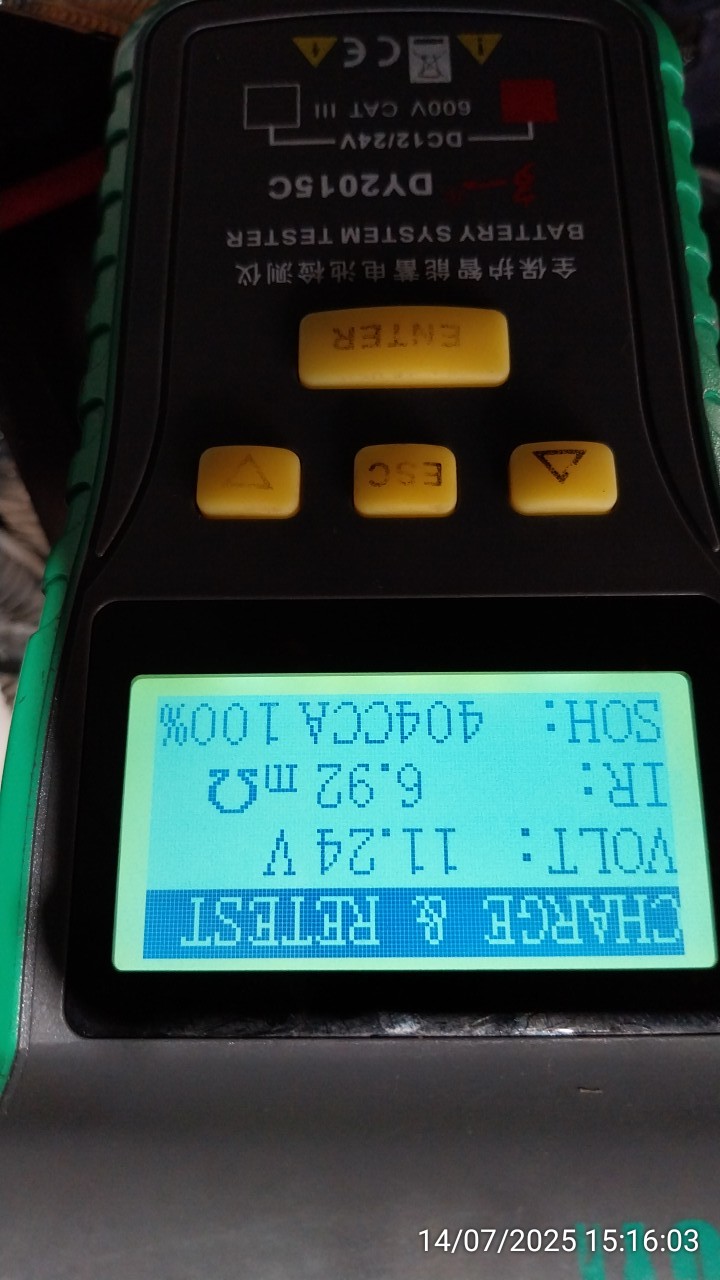 CHARGE & RETEST
VOLT: 11.24 V
IR: 6.92 mΩ
SOH: 404CCA 100%
ESC
ENTER
全保护智能蓄电池检测仪
BATTERY SYSTEM TESTER
DY2015C
DC12/24V
600V CAT III
CE
14/07/2025 15:16:03